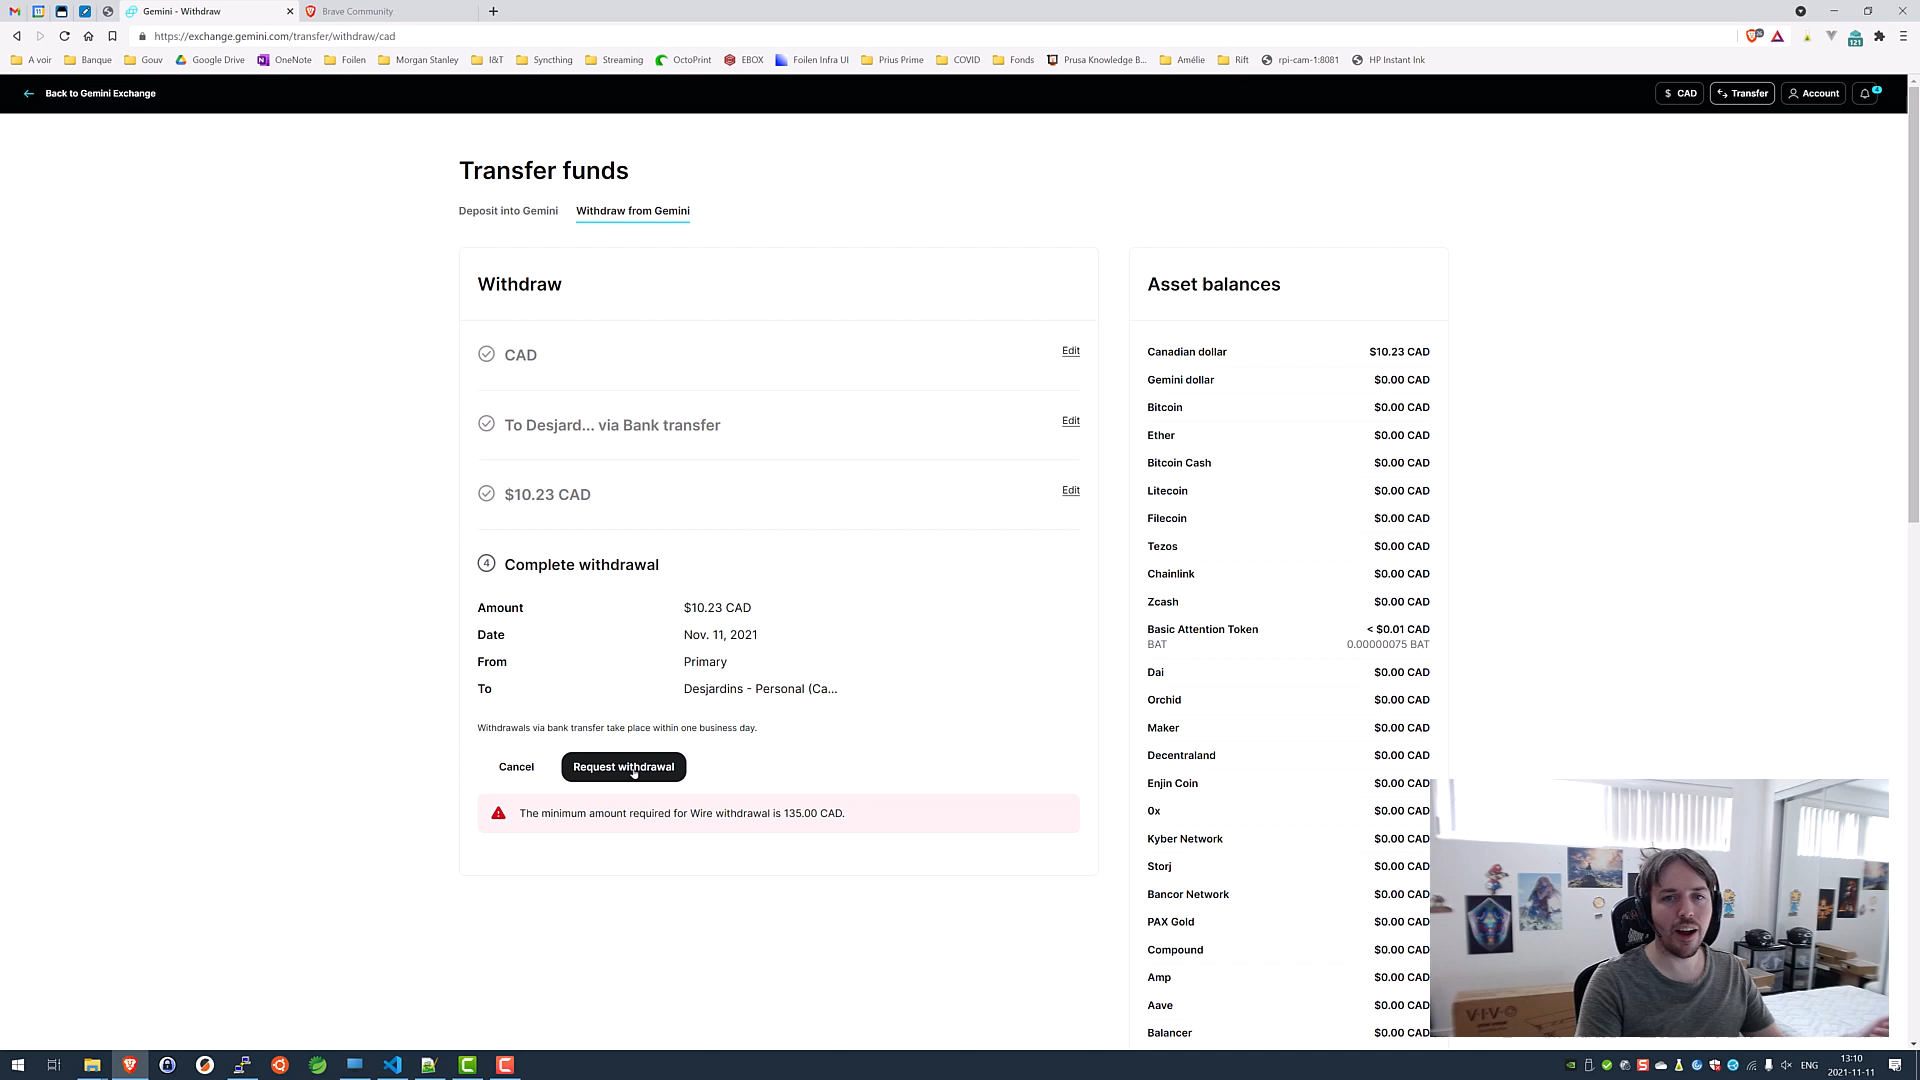 Gemini - Withdraw
Brave Community
https://exchange.gemini.com/transfer/withdraw/cad
A voir
Banque
Gouv
Google Drive
OneNote
Foilen
Morgan Stanley
I&T
Syncthing
Streaming
OctoPrint
EBOX
Foilen Infra UI
Prius Prime
COVID
Fonds
Prusa Knowledge B...
Amélie
Rift
rpi-cam-1:8081
HP Instant Ink
121
Back to Gemini Exchange
$ CAD
Transfer
Account
4
Transfer funds
Deposit into Gemini
Withdraw from Gemini
Withdraw
CAD
Edit
To Desjard... via Bank transfer
Edit
$10.23 CAD
Edit
4 Complete withdrawal
Amount $10.23 CAD
Date Nov. 11, 2021
From Primary
To Desjardins - Personal (Ca...
Withdrawals via bank transfer take place within one business day.
Cancel
Request withdrawal
The minimum amount required for Wire withdrawal is 135.00 CAD.
Asset balances
Canadian dollar $10.23 CAD
Gemini dollar $0.00 CAD
Bitcoin $0.00 CAD
Ether $0.00 CAD
Bitcoin Cash $0.00 CAD
Litecoin $0.00 CAD
Filecoin $0.00 CAD
Tezos $0.00 CAD
Chainlink $0.00 CAD
Zcash $0.00 CAD
Basic Attention Token < $0.01 CAD
BAT 0.00000075 BAT
Dai $0.00 CAD
Orchid $0.00 CAD
Maker $0.00 CAD
Decentraland $0.00 CAD
Enjin Coin $0.00 CAD
0x $0.00 CAD
Kyber Network $0.00 CAD
Storj $0.00 CAD
Bancor Network $0.00 CAD
PAX Gold $0.00 CAD
Compound $0.00 CAD
Amp $0.00 CAD
Aave $0.00 CAD
Balancer $0.00 CAD
V-I-V-O
ENG
13:10
2021-11-11